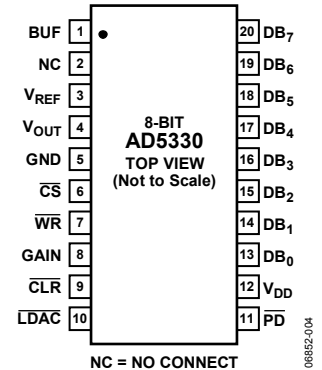 BUF 1
NC 2
VREF 3
VOUT 4
GND 5
CS 6
WR 7
GAIN 8
CLR 9
LDAC 10
8-BIT
AD5330
TOP VIEW
(Not to Scale)
20 DB7
19 DB6
18 DB5
17 DB4
16 DB3
15 DB2
14 DB1
13 DB0
12 VDD
11 PD
NC = NO CONNECT
06852-004